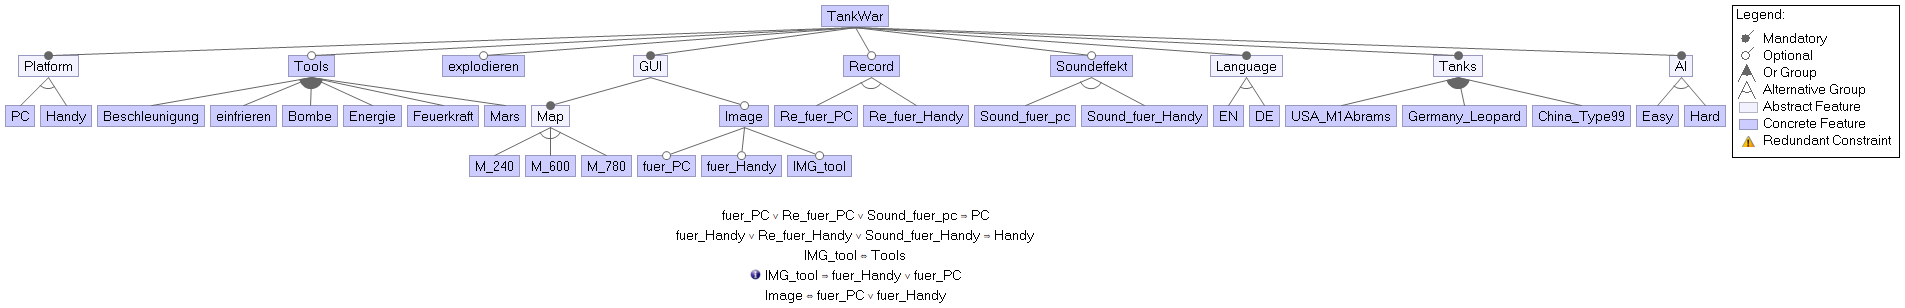 TankWar
Platform Tools explodieren GUI Record Soundeffekt Language Tanks AI
PC Handy Beschleunigung einfrieren Bombe Energie Feuerkraft Mars Map Image Re_fuer_PC Re_fuer_Handy Sound_fuer_pc Sound_fuer_Handy EN DE USA_M1Abrams Germany_Leopard China_Type99 Easy Hard
M_240 M_600 M_780 fuer_PC fuer_Handy IMG_tool
fuer_PC ∨ Re_fuer_PC ∨ Sound_fuer_pc ⇒ PC
fuer_Handy ∨ Re_fuer_Handy ∨ Sound_fuer_Handy ⇒ Handy
IMG_tool ⇔ Tools
IMG_tool ⇒ fuer_Handy ∨ fuer_PC
Image ⇔ fuer_PC ∨ fuer_Handy
Legend:
Mandatory
Optional
Or Group
Alternative Group
Abstract Feature
Concrete Feature
Redundant Constraint